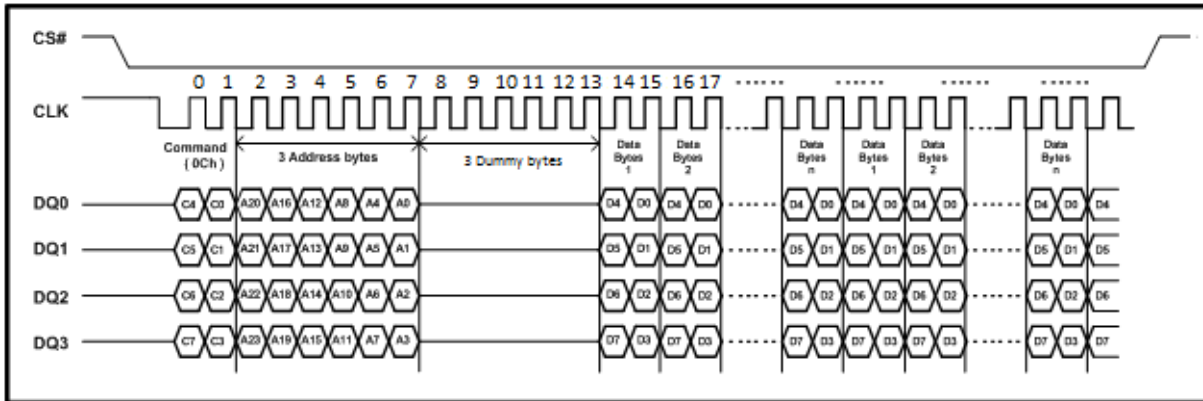 CS#
0 1 2 3 4 5 6 7 8 9 10 11 12 13 14 15 16 17
CLK
Command
( 0Ch )
3 Address bytes
3 Dummy bytes
Data
Bytes
1
Data
Bytes
2
Data
Bytes
n
Data
Bytes
1
Data
Bytes
2
Data
Bytes
n
DQ0 C4 C0 A20 A16 A12 A8 A4 A0 D4 D0 D4 D0 D4 D0 D4 D0 D4 D0 D4 D0 D4
DQ1 C5 C1 A21 A17 A13 A9 A5 A1 D5 D1 D5 D1 D5 D1 D5 D1 D5 D1 D5 D1 D5
DQ2 C6 C2 A22 A18 A14 A10 A6 A2 D6 D2 D6 D2 D6 D2 D6 D2 D6 D2 D6 D2 D6
DQ3 C7 C3 A23 A19 A15 A11 A7 A3 D7 D3 D7 D3 D7 D3 D7 D3 D7 D3 D7 D3 D7